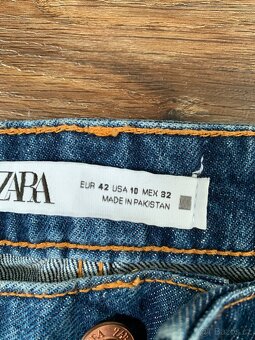 ZARA
EUR 42 USA 10 MEX 32
MADE IN PAKISTAN